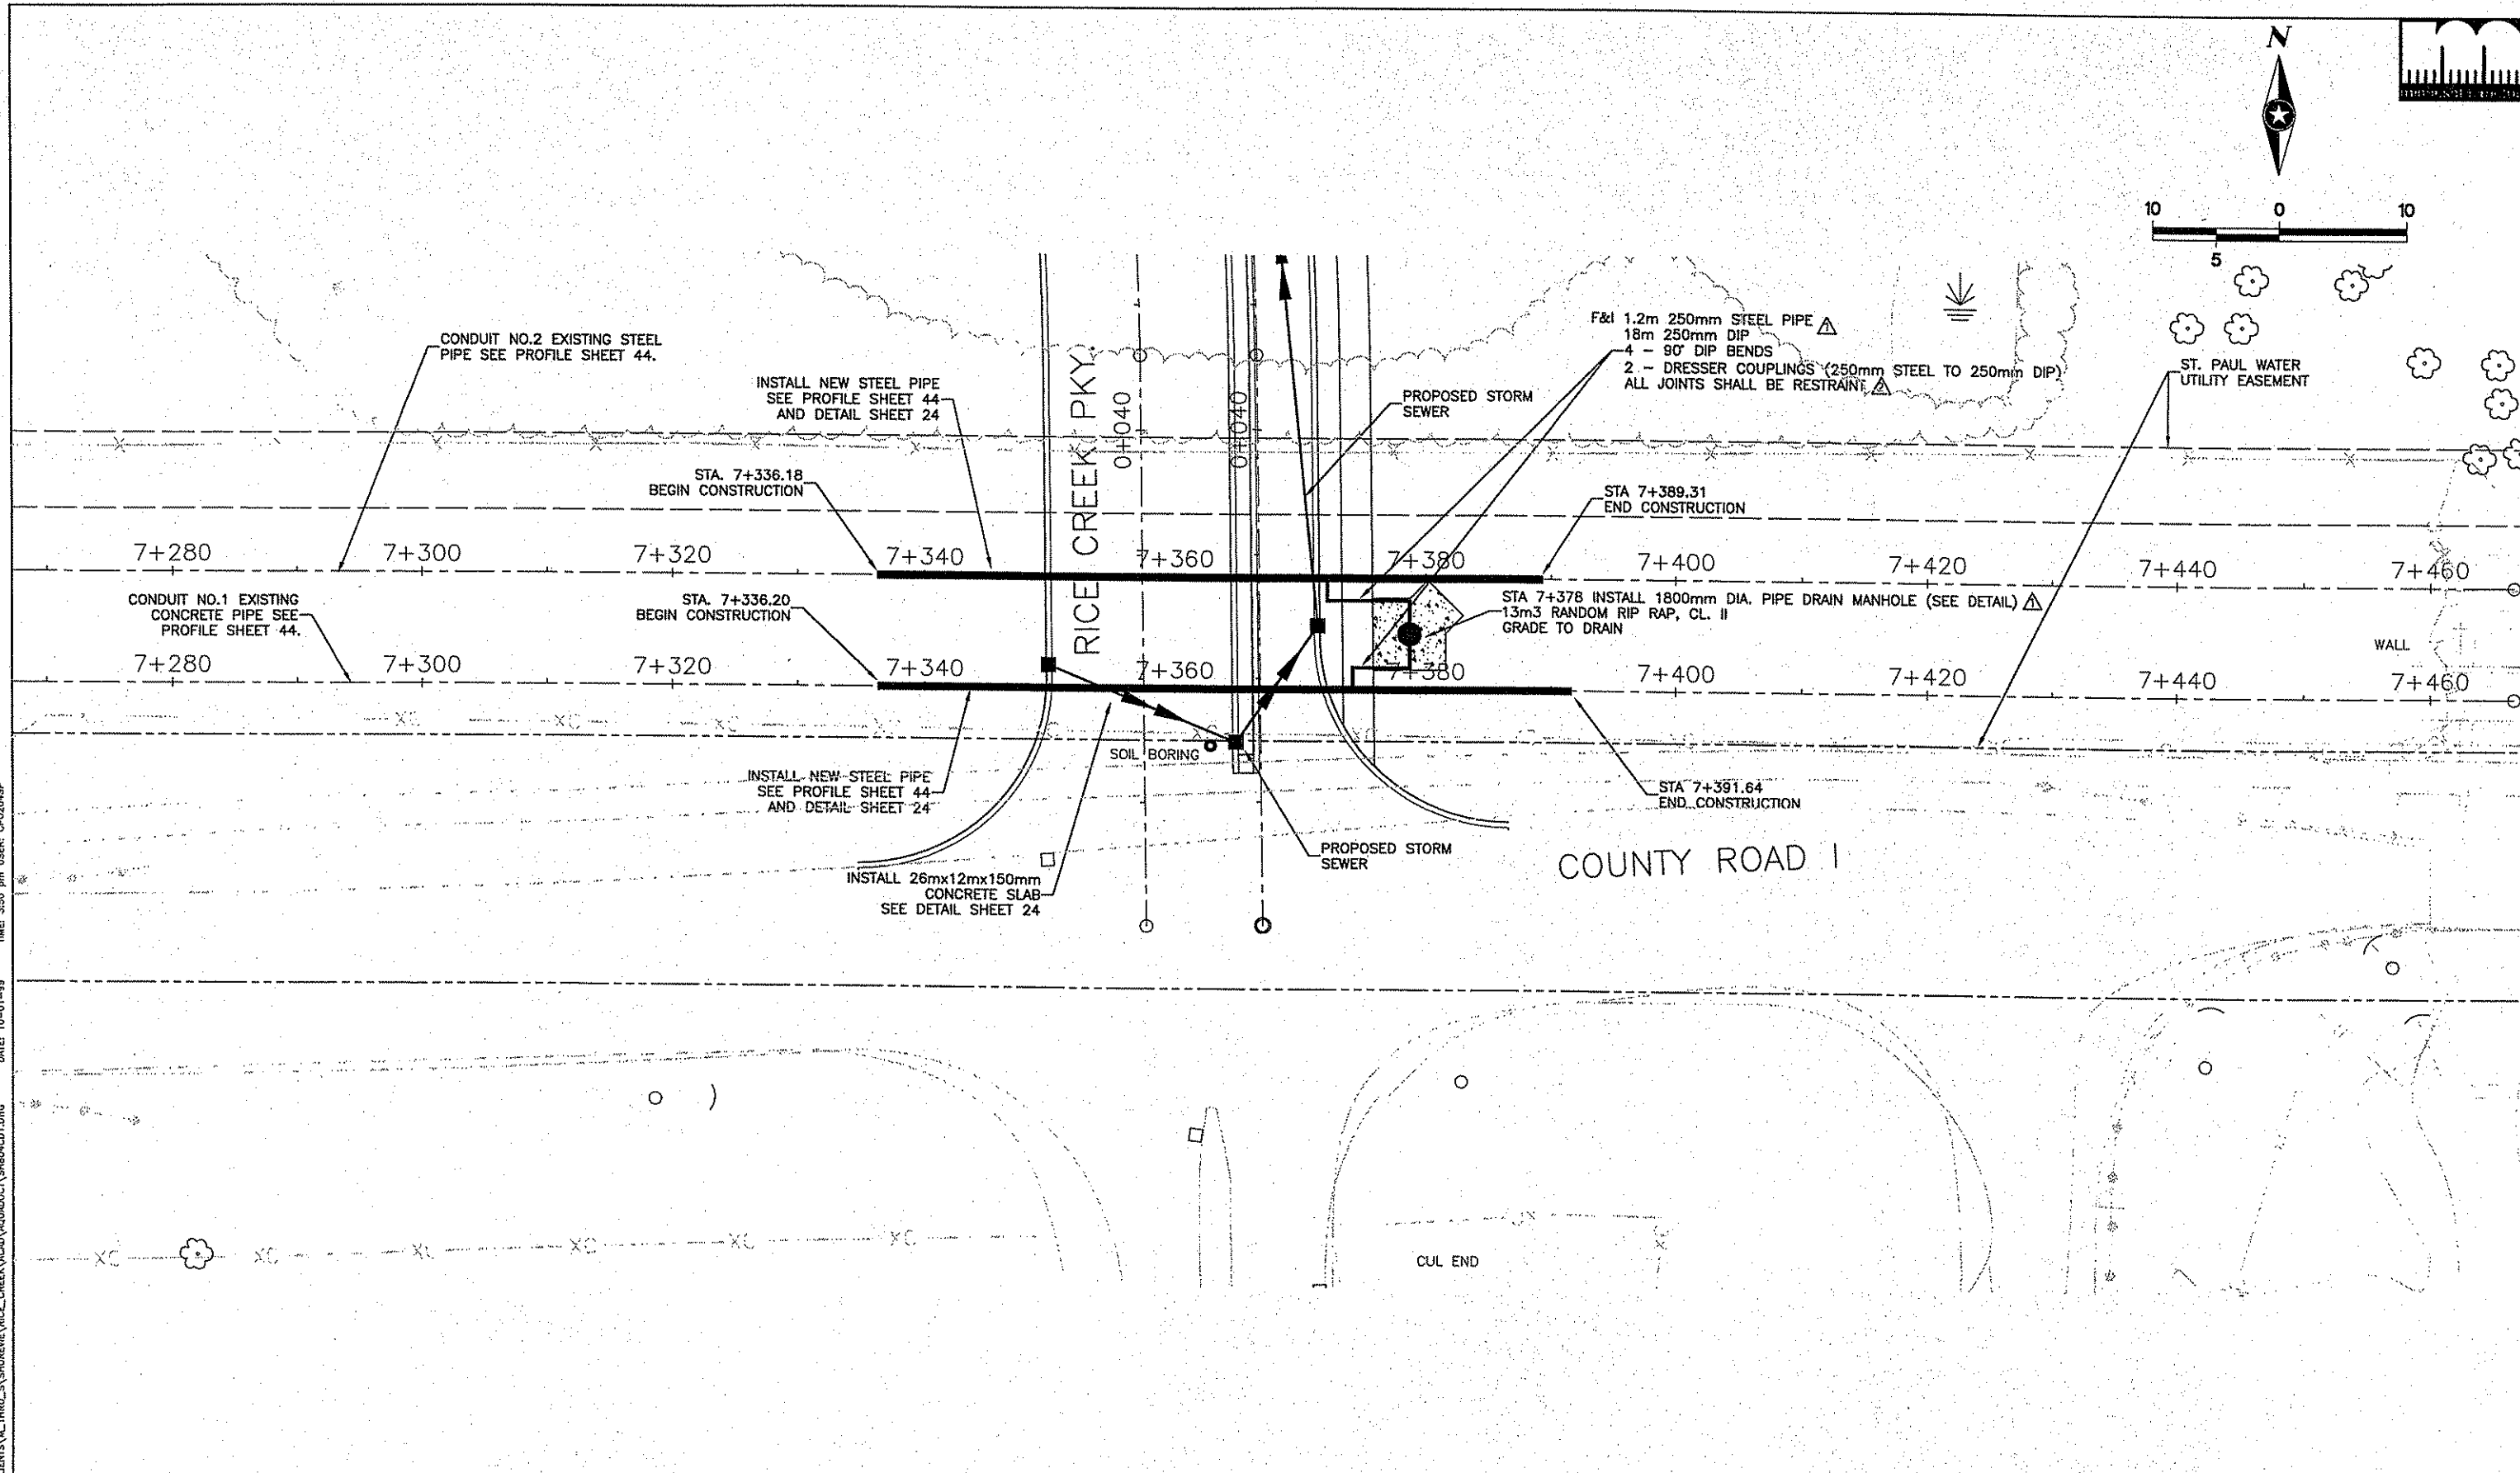 N
10 0 10
5
CONDUIT NO.2 EXISTING STEEL
PIPE SEE PROFILE SHEET 44.
INSTALL NEW STEEL PIPE
SEE PROFILE SHEET 44
AND DETAIL SHEET 24
RICE CREEK PKY.
0+040
0+040
PROPOSED STORM
SEWER
F&I 1.2m 250mm STEEL PIPE 1
18m 250mm DIP
4 - 90° DIP BENDS
2 - DRESSER COUPLINGS (250mm STEEL TO 250mm DIP)
ALL JOINTS SHALL BE RESTRAINT
ST. PAUL WATER
UTILITY EASEMENT
STA. 7+336.18
BEGIN CONSTRUCTION
STA 7+389.31
END CONSTRUCTION
7+280 7+300 7+320 7+340 7+360 7+380 7+400 7+420 7+440 7+460
CONDUIT NO.1 EXISTING
CONCRETE PIPE SEE
PROFILE SHEET 44.
STA. 7+336.20
BEGIN CONSTRUCTION
STA 7+378 INSTALL 1800mm DIA. PIPE DRAIN MANHOLE (SEE DETAIL) 1
13m3 RANDOM RIP RAP, CL. II
GRADE TO DRAIN
WALL
7+280 7+300 7+320 7+340 7+360 7+380 7+400 7+420 7+440 7+460
SOIL BORING
INSTALL NEW STEEL PIPE
SEE PROFILE SHEET 44
AND DETAIL SHEET 24
STA 7+391.64
END CONSTRUCTION
PROPOSED STORM
SEWER
COUNTY ROAD I
INSTALL 26mx12mx150mm
CONCRETE SLAB
SEE DETAIL SHEET 24
CUL END